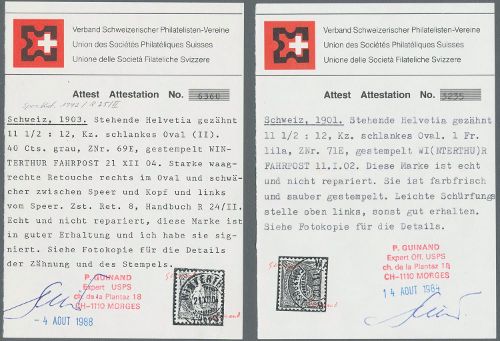 Verband Schweizerischer Philatelisten-Vereine
Union des Sociétés Philatéliques Suisses
Unione delle Società Filateliche Svizzere
Attest Attestation No. 6360
Schweiz, 1903. Stehende Helvetia gezähnt
11 1/2 : 12, Kz. schlankes Oval (II).
40 Cts. grau, ZNr. 69E, gestempelt WIN-
TERTHUR FAHRPOST 21 XII 04. Starke waag-
rechte Retouche rechts im Oval und schwä-
cher zwischen Speer und Kopf und links
vom Speer. Zst. Ret. 8, Handbuch R 24/II.
Echt und nicht repariert, diese Marke ist
in guter Erhaltung und ich habe sie sig-
niert. Siehe Fotokopie für die Details
der Zähnung und des Stempels.
P. GUINAND
Expert USPS
ch. de la Plantaz 18
CH-1110 MORGES
- 4 AOUT 1988
Verband Schweizerischer Philatelisten-Vereine
Union des Sociétés Philatéliques Suisses
Unione delle Società Filateliche Svizzere
Attest Attestation No. 3235
Schweiz, 1901. Stehende Helvetia gezähnt
11 1/2 : 12, Kz. schlankes Oval. 1 Fr.
lila, ZNr. 71E, gestempelt WI(NTERTHU)R
FAHRPOST 11.I.02. Diese Marke ist echt
und nicht repariert. Sie ist farbfrisch
und sauber gestempelt. Leichte Schürfungs
stelle oben links, sonst gut erhalten.
Siehe Fotokopie für die Details.
P. GUINAND
Expert Off. USPS
ch. de la Plantaz 18
CH-1110 MORGES
14 AOUT 1984